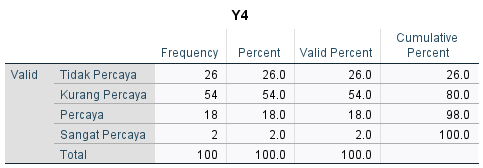 Y4
Frequency Percent Valid Percent Cumulative Percent
Valid Tidak Percaya 26 26.0 26.0 26.0
Kurang Percaya 54 54.0 54.0 80.0
Percaya 18 18.0 18.0 98.0
Sangat Percaya 2 2.0 2.0 100.0
Total 100 100.0 100.0